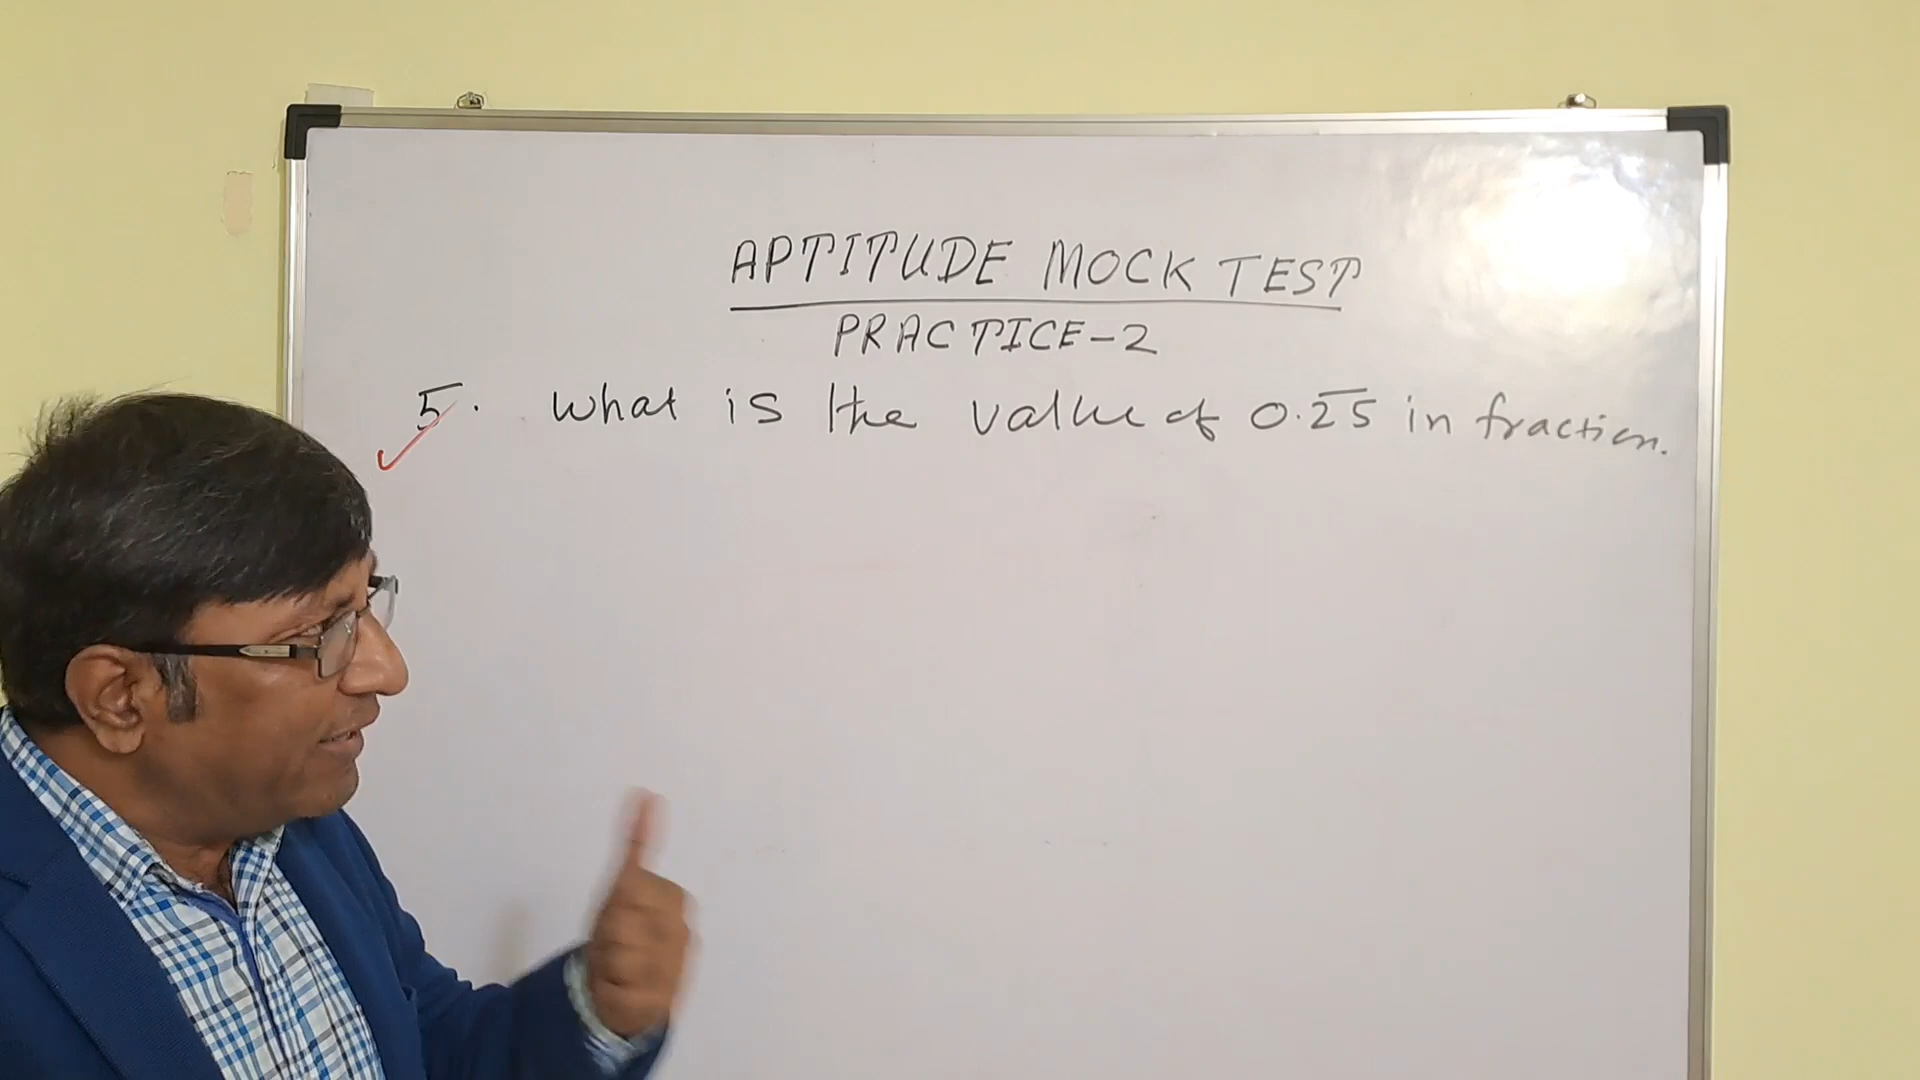 APTITUDE MOCK TEST
PRACTICE-2
5. What is the value of 0.25 in fraction.